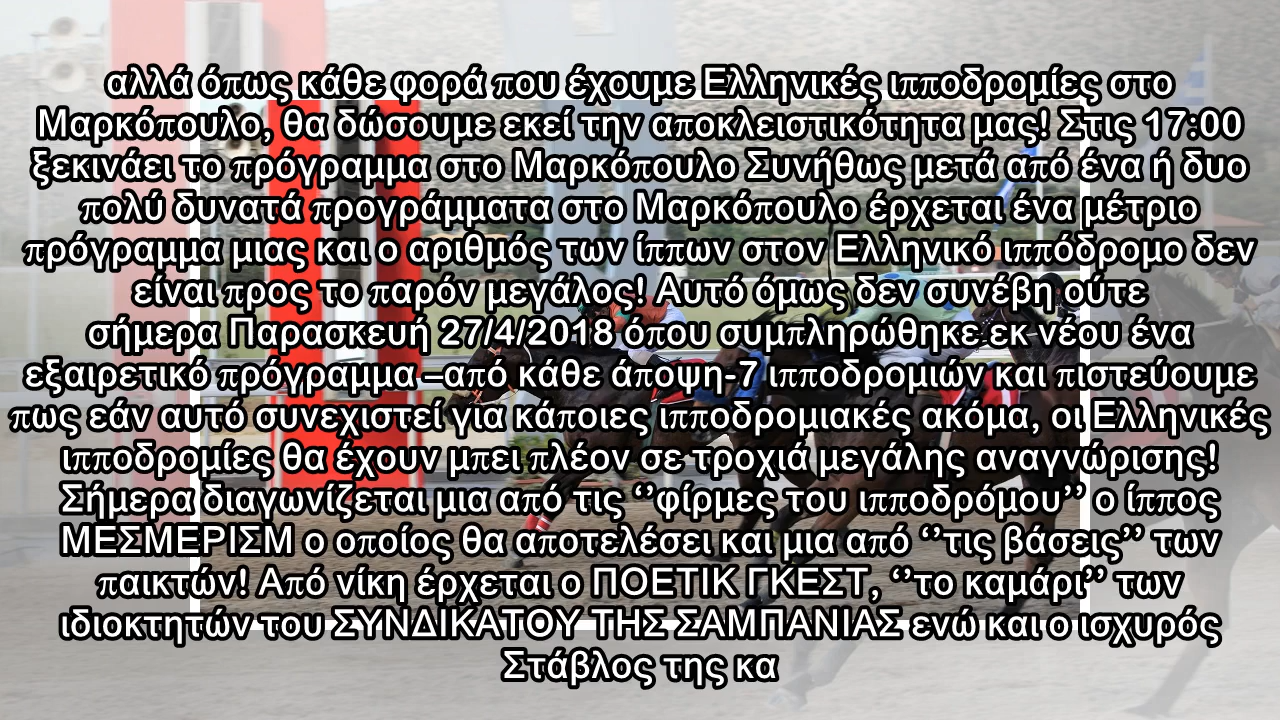 αλλά όπως κάθε φορά που έχουμε Ελληνικές ιπποδρομίες στο
Μαρκόπουλο, θα δώσουμε εκεί την αποκλειστικότητα μας! Στις 17:00
ξεκινάει το πρόγραμμα στο Μαρκόπουλο Συνήθως μετά από ένα ή δυο
πολύ δυνατά προγράμματα στο Μαρκόπουλο έρχεται ένα μέτριο
πρόγραμμα μιας και ο αριθμός των ίππων στον Ελληνικό ιππόδρομο δεν
είναι προς το παρόν μεγάλος! Αυτό όμως δεν συνέβη ούτε
σήμερα Παρασκευή 27/4/2018 όπου συμπληρώθηκε εκ νέου ένα
εξαιρετικό πρόγραμμα –από κάθε άποψη-7 ιπποδρομιών και πιστεύουμε
πως εάν αυτό συνεχιστεί για κάποιες ιπποδρομιακές ακόμα, οι Ελληνικές
ιπποδρομίες θα έχουν μπει πλέον σε τροχιά μεγάλης αναγνώρισης!
Σήμερα διαγωνίζεται μια από τις ‘’φίρμες του ιπποδρόμου’’ ο ίππος
ΜΕΣΜΕΡΙΣΜ ο οποίος θα αποτελέσει και μια από ‘’τις βάσεις’’ των
παικτών! Από νίκη έρχεται ο ΠΟΕΤΙΚ ΓΚΕΣΤ, ‘’το καμάρι’’ των
ιδιοκτητών του ΣΥΝΔΙΚΑΤΟΥ ΤΗΣ ΣΑΜΠΑΝΙΑΣ ενώ και ο ισχυρός
Στάβλος της κα